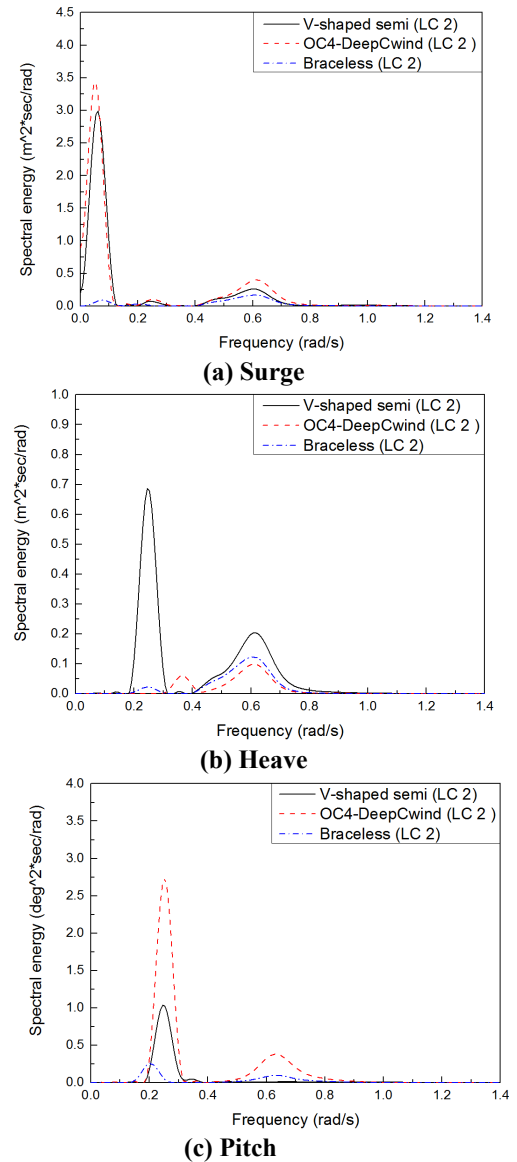 4.5
4.0
3.5
3.0
2.5
2.0
1.5
1.0
0.5
0.0
Spectral energy (m^2*sec/rad)
V-shaped semi (LC 2)
OC4-DeepCwind (LC 2 )
Braceless (LC 2)
0.0 0.2 0.4 0.6 0.8 1.0 1.2 1.4
Frequency (rad/s)
(a) Surge
1.0
0.9
0.8
0.7
0.6
0.5
0.4
0.3
0.2
0.1
0.0
Spectral energy (m^2*sec/rad)
V-shaped semi (LC 2)
OC4-DeepCwind (LC 2 )
Braceless (LC 2)
0.0 0.2 0.4 0.6 0.8 1.0 1.2 1.4
Frequency (rad/s)
(b) Heave
4.0
3.5
3.0
2.5
2.0
1.5
1.0
0.5
0.0
Spectral energy (deg^2*sec/rad)
V-shaped semi (LC 2)
OC4-DeepCwind (LC 2 )
Braceless (LC 2)
0.0 0.2 0.4 0.6 0.8 1.0 1.2 1.4
Frequency (rad/s)
(c) Pitch